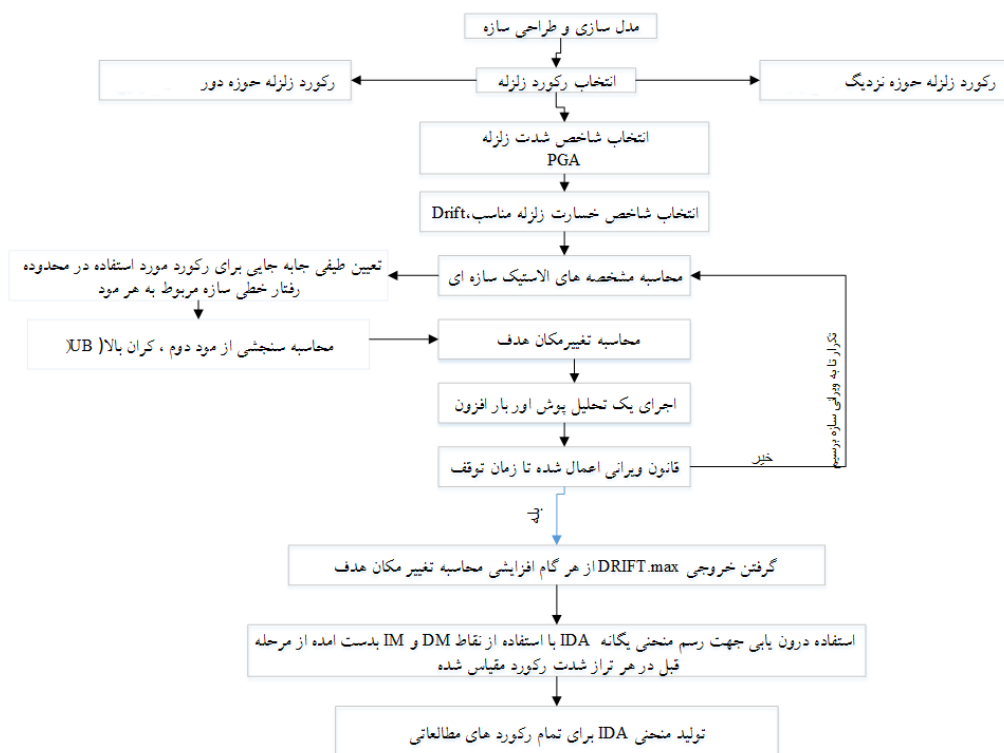 مدل سازی و طراحی سازه
انتخاب رکورد زلزله
رکورد زلزله حوزه نزدیگ
رکورد زلزله حوزه دور
انتخاب شاخص شدت زلزله
PGA
انتخاب شاخص خسارت زلزله مناسب،Drift
محاسبه مشخصه های الاستیک سازه ای
تعیین طیفی جابه جایی برای رکورد مورد استفاده در محدوده
رفتار خطی سازه مربوط به هر مود
محاسبه سنجشی از مود دوم ، کران بالا( UB(
محاسبه تغییرمکان هدف
اجرای یک تحلیل پوش اور بار افزون
قانون ویرانی اعمال شده تا زمان توقف
خیر
تکرار تا به ویرانی سازه برسیم
بله
گرفتن خروجی DRIFT.max از هر گام افزایشی محاسبه تغییر مکان هدف
استفاده درون یابی جهت رسم منحنی یگانه IDA با استفاده از نقاط DM و IM بدست امده از مرحله
قبل در هر تراز شدت رکورد مقیاس شده
تولید منحنی IDA برای تمام رکورد های مطالعاتی